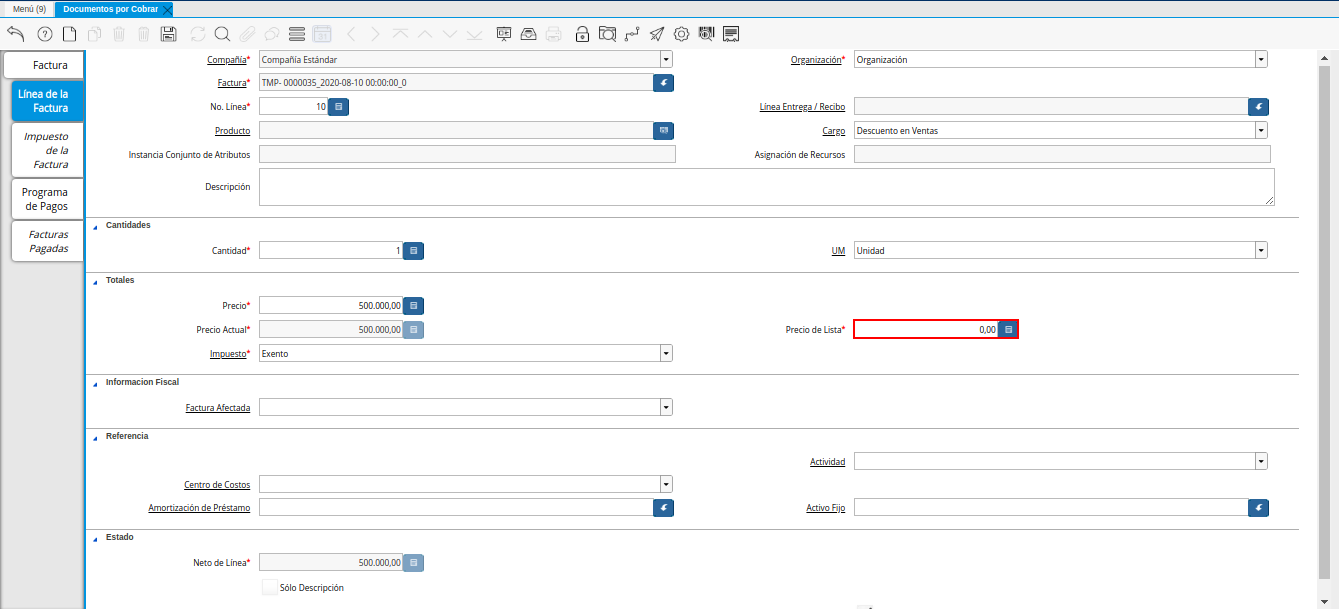 Menú (9) Documentos por Cobrar
Factura
Línea de la
Factura
Impuesto
de la
Factura
Programa
de Pagos
Facturas
Pagadas
Compañía* Compañía Estándar Organización* Organización
Factura* TMP- 0000035_2020-08-10 00:00:00_0
No. Línea* 10 Línea Entrega / Recibo
Producto Cargo Descuento en Ventas
Instancia Conjunto de Atributos Asignación de Recursos
Descripción
Cantidades
Cantidad* 1 UM Unidad
Totales
Precio* 500.000,00
Precio Actual* 500.000,00 Precio de Lista* 0,00
Impuesto* Exento
Informacion Fiscal
Factura Afectada
Referencia
Actividad
Centro de Costos
Amortización de Préstamo Activo Fijo
Estado
Neto de Línea* 500.000,00
Sólo Descripción